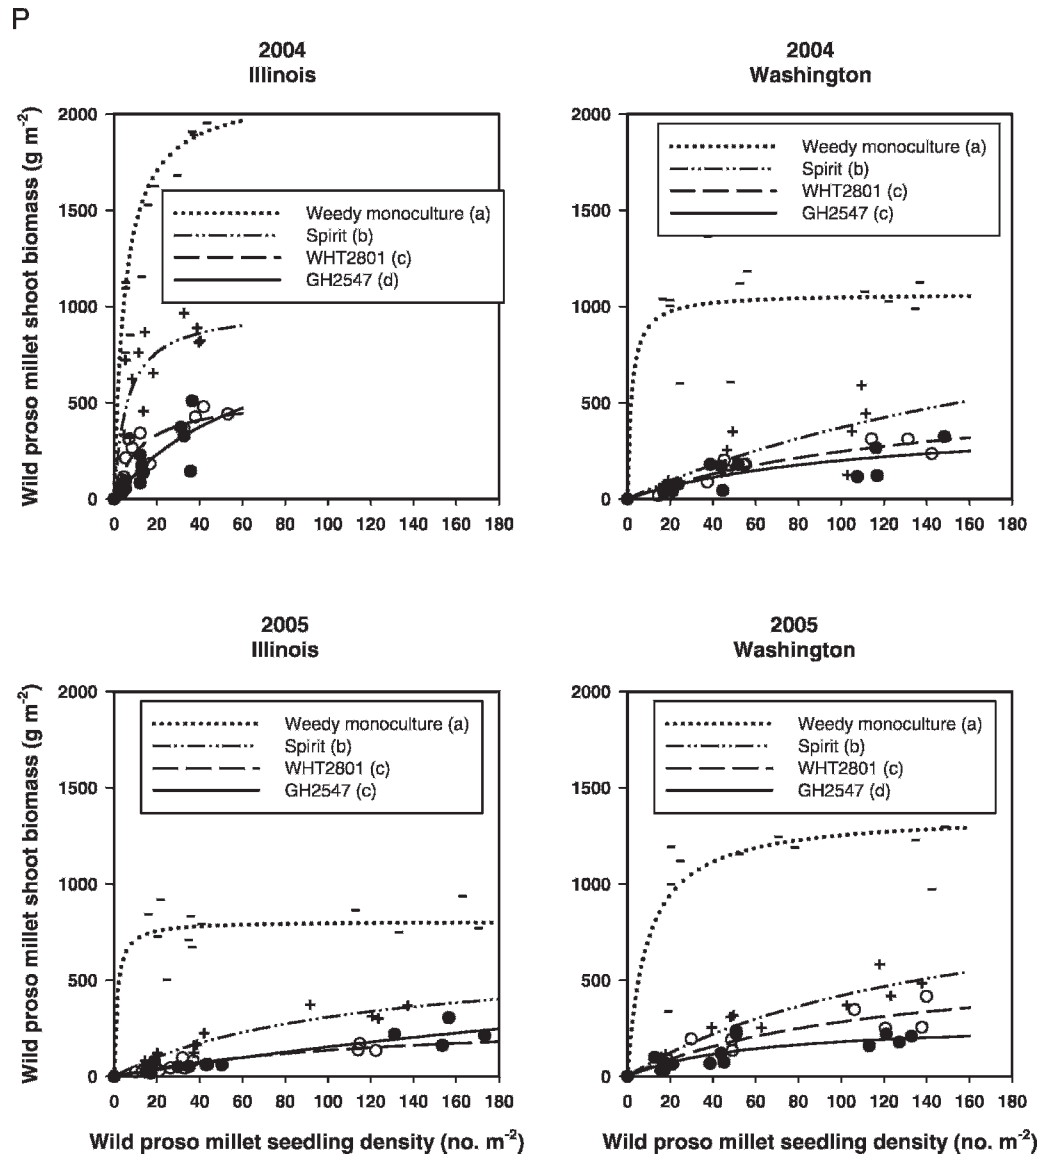 P
2004
Illinois
2004
Washington
Wild proso millet shoot biomass (g m⁻²)
2000
1500
1000
500
0
Weedy monoculture (a)
Spirit (b)
WHT2801 (c)
GH2547 (d)
0 20 40 60 80 100 120 140 160 180
2000
1500
1000
500
0
Weedy monoculture (a)
Spirit (b)
WHT2801 (c)
GH2547 (c)
0 20 40 60 80 100 120 140 160 180
2005
Illinois
2005
Washington
Wild proso millet shoot biomass (g m⁻²)
2000
1500
1000
500
0
Weedy monoculture (a)
Spirit (b)
WHT2801 (c)
GH2547 (c)
0 20 40 60 80 100 120 140 160 180
Wild proso millet seedling density (no. m⁻²)
2000
1500
1000
500
0
Weedy monoculture (a)
Spirit (b)
WHT2801 (c)
GH2547 (d)
0 20 40 60 80 100 120 140 160 180
Wild proso millet seedling density (no. m⁻²)